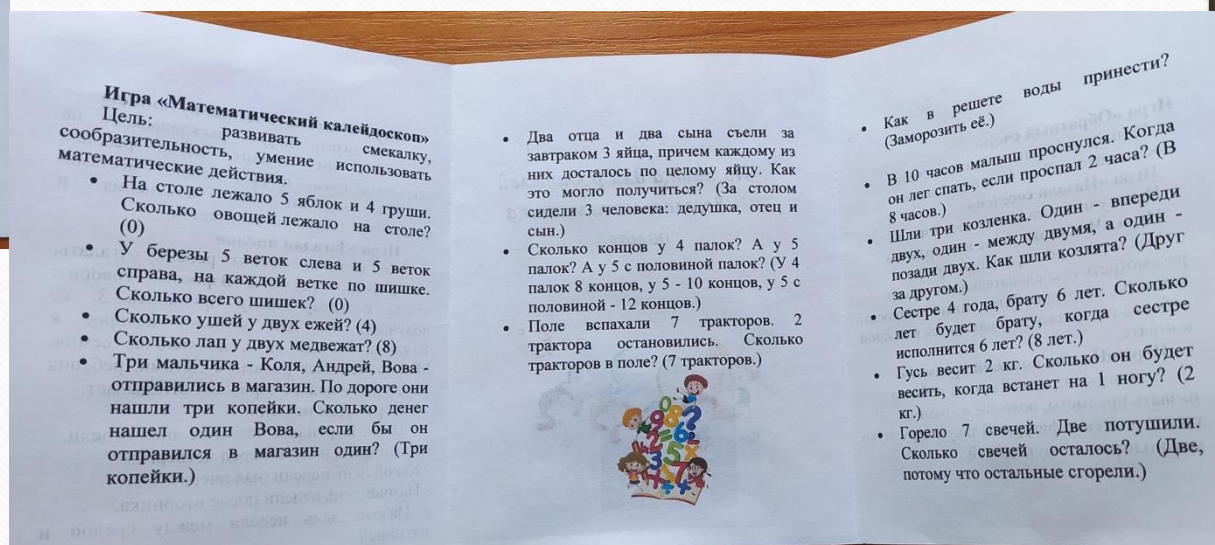 Игра «Математический калейдоскоп»
Цель: развивать смекалку,
сообразительность, умение использовать
математические действия.
• На столе лежало 5 яблок и 4 груши.
Сколько овощей лежало на столе?
(0)
• У березы 5 веток слева и 5 веток
справа, на каждой ветке по шишке.
Сколько всего шишек? (0)
• Сколько ушей у двух ежей? (4)
• Сколько лап у двух медвежат? (8)
• Три мальчика - Коля, Андрей, Вова -
отправились в магазин. По дороге они
нашли три копейки. Сколько денег
нашел один Вова, если бы он
отправился в магазин один? (Три
копейки.)
• Два отца и два сына съели за
завтраком 3 яйца, причем каждому из
них досталось по целому яйцу. Как
это могло получиться? (За столом
сидели 3 человека: дедушка, отец и
сын.)
• Сколько концов у 4 палок? А у 5
палок? А у 5 с половиной палок? (У 4
палок 8 концов, у 5 - 10 концов, у 5 с
половиной - 12 концов.)
• Поле вспахали 7 тракторов. 2
трактора остановились. Сколько
тракторов в поле? (7 тракторов.)
• Как в решете воды принести?
(Заморозить её.)
• В 10 часов малыш проснулся. Когда
он лег спать, если проспал 2 часа? (В
8 часов.)
• Шли три козленка. Один - впереди
двух, один - между двумя, а один -
позади двух. Как шли козлята? (Друг
за другом.)
• Сестре 4 года, брату 6 лет. Сколько
лет будет брату, когда сестре
исполнится 6 лет? (8 лет.)
• Гусь весит 2 кг. Сколько он будет
весить, когда встанет на 1 ногу? (2
кг.)
• Горело 7 свечей. Две потушили.
Сколько свечей осталось? (Две,
потому что остальные сгорели.)